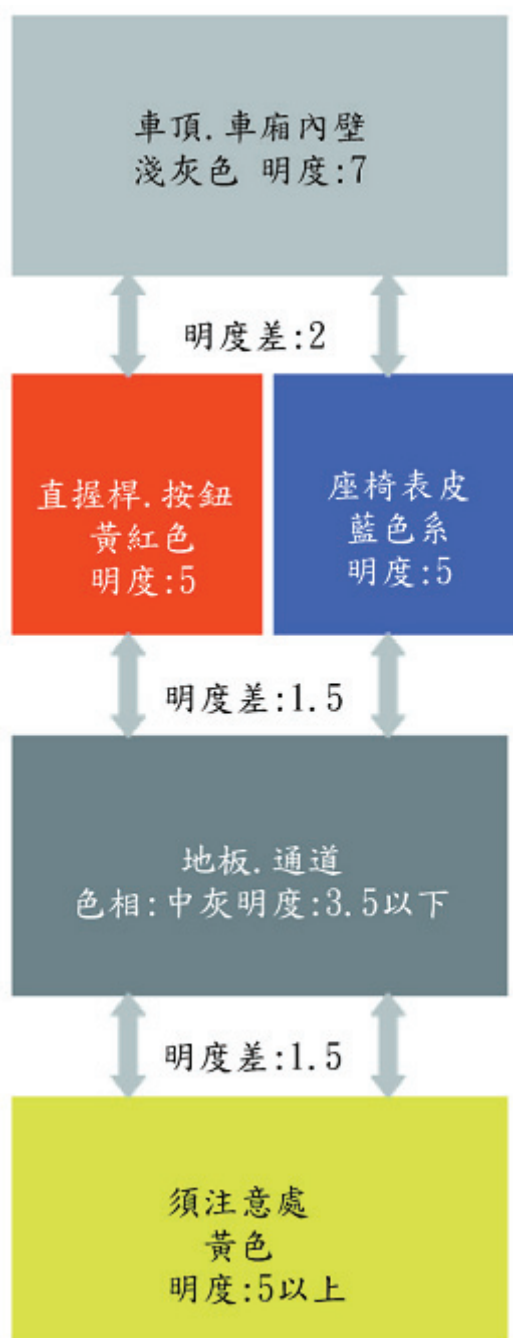 車頂.車廂內壁
淺灰色 明度:7
明度差:2
直握桿.按鈕
黃紅色
明度:5
座椅表皮
藍色系
明度:5
明度差:1.5
地板.通道
色相:中灰明度:3.5以下
明度差:1.5
須注意處
黃色
明度:5以上